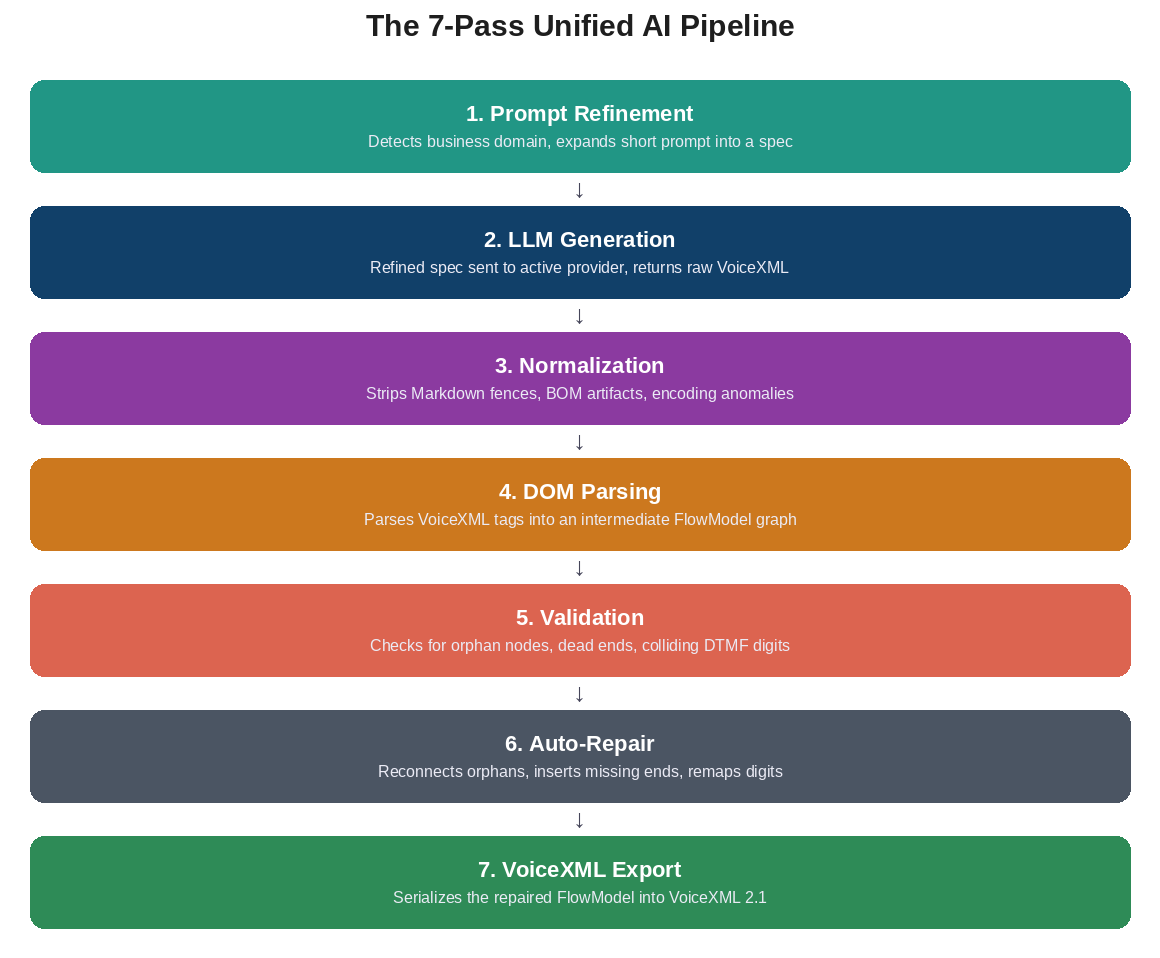 The 7-Pass Unified AI Pipeline
1. Prompt Refinement
Detects business domain, expands short prompt into a spec
↓
2. LLM Generation
Refined spec sent to active provider, returns raw VoiceXML
↓
3. Normalization
Strips Markdown fences, BOM artifacts, encoding anomalies
↓
4. DOM Parsing
Parses VoiceXML tags into an intermediate FlowModel graph
↓
5. Validation
Checks for orphan nodes, dead ends, colliding DTMF digits
↓
6. Auto-Repair
Reconnects orphans, inserts missing ends, remaps digits
↓
7. VoiceXML Export
Serializes the repaired FlowModel into VoiceXML 2.1